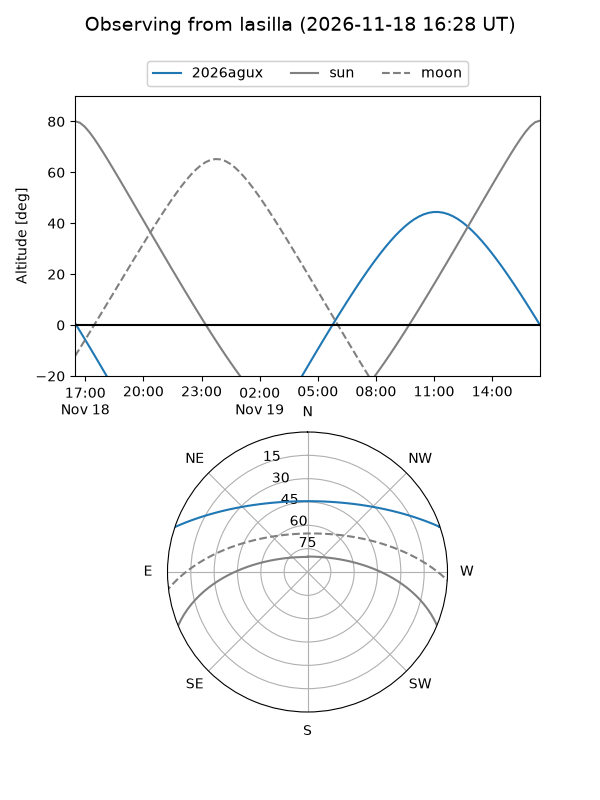 Observing from lasilla (2026-11-18 16:28 UT)
2026agux sun moon
Altitude [deg]
80
60
40
20
0
−20
17:00 20:00 23:00 02:00 05:00 08:00 11:00 14:00
Nov 18 Nov 19
N
NE NW
15
30
45
60
75
E W
SE SW
S